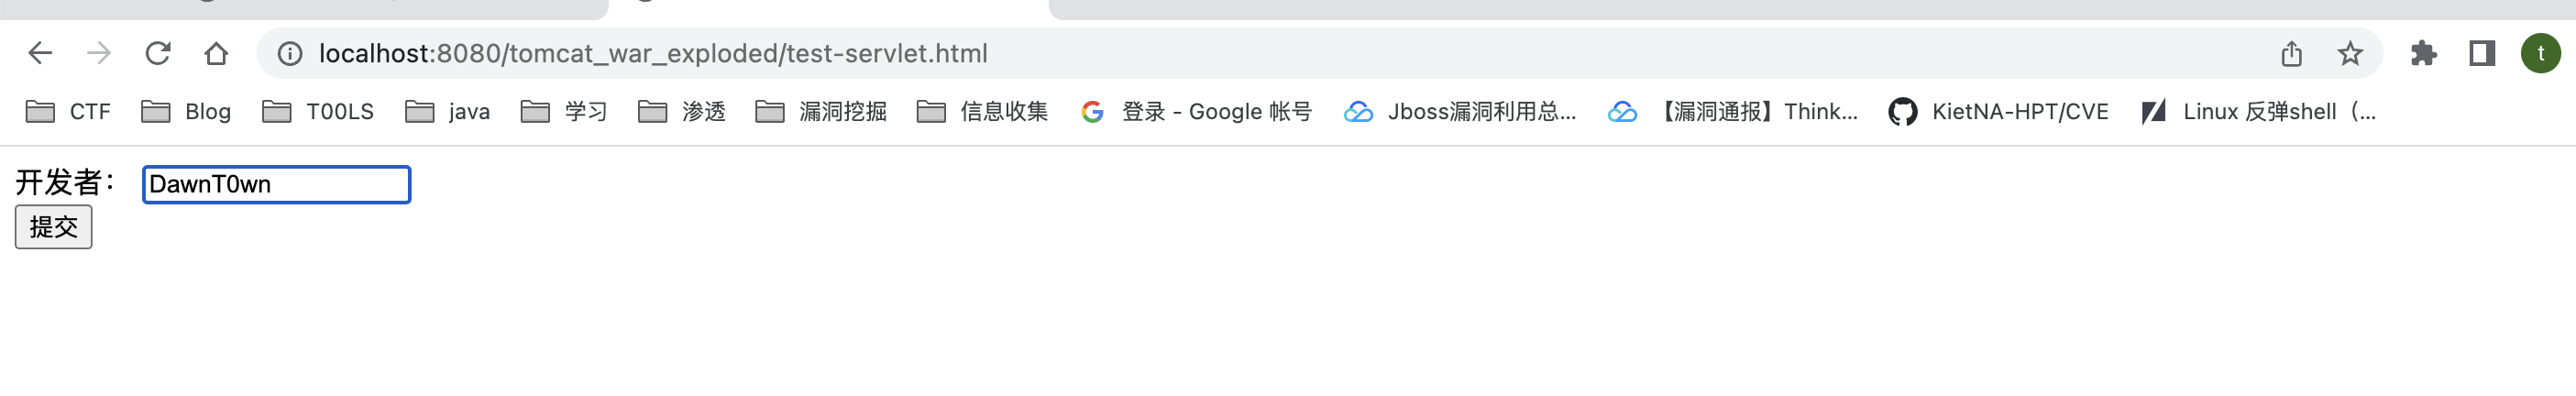 localhost:8080/tomcat_war_exploded/test-servlet.html
t
CTF Blog T00LS java 学习 渗透 漏洞挖掘 信息收集 登录 - Google 帐号 Jboss漏洞利用总... 【漏洞通报】Think... KietNA-HPT/CVE Linux 反弹shell（...
开发者： DawnT0wn
提交